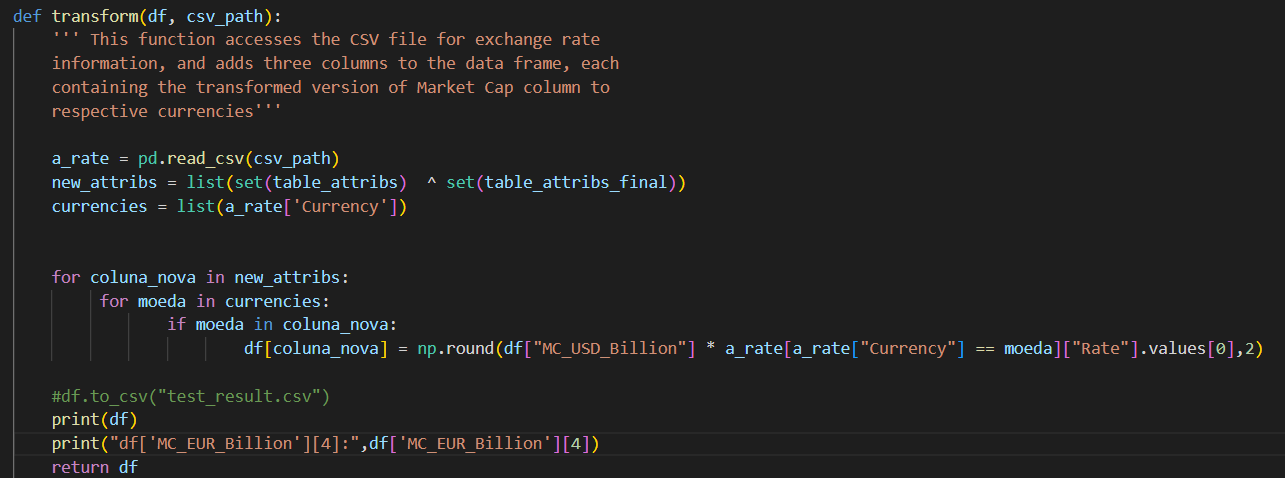 def transform(df, csv_path):
    ''' This function accesses the CSV file for exchange rate
    information, and adds three columns to the data frame, each
    containing the transformed version of Market Cap column to
    respective currencies'''
    a_rate = pd.read_csv(csv_path)
    new_attribs = list(set(table_attribs)  ^ set(table_attribs_final))
    currencies = list(a_rate['Currency'])
    for coluna_nova in new_attribs:
         for moeda in currencies:
                if moeda in coluna_nova:
                        df[coluna_nova] = np.round(df["MC_USD_Billion"] * a_rate[a_rate["Currency"] == moeda]["Rate"].values[0],2)
    #df.to_csv("test_result.csv")
    print(df)
    print("df['MC_EUR_Billion'][4]:",df['MC_EUR_Billion'][4])
    return df